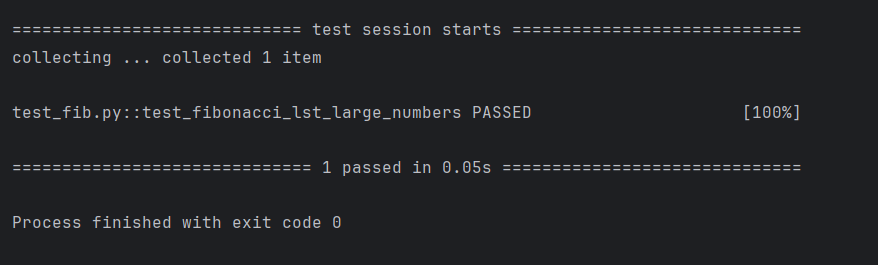 ============================= test session starts =============================
collecting ... collected 1 item
test_fib.py::test_fibonacci_lst_large_numbers PASSED                     [100%]
============================== 1 passed in 0.05s ==============================
Process finished with exit code 0